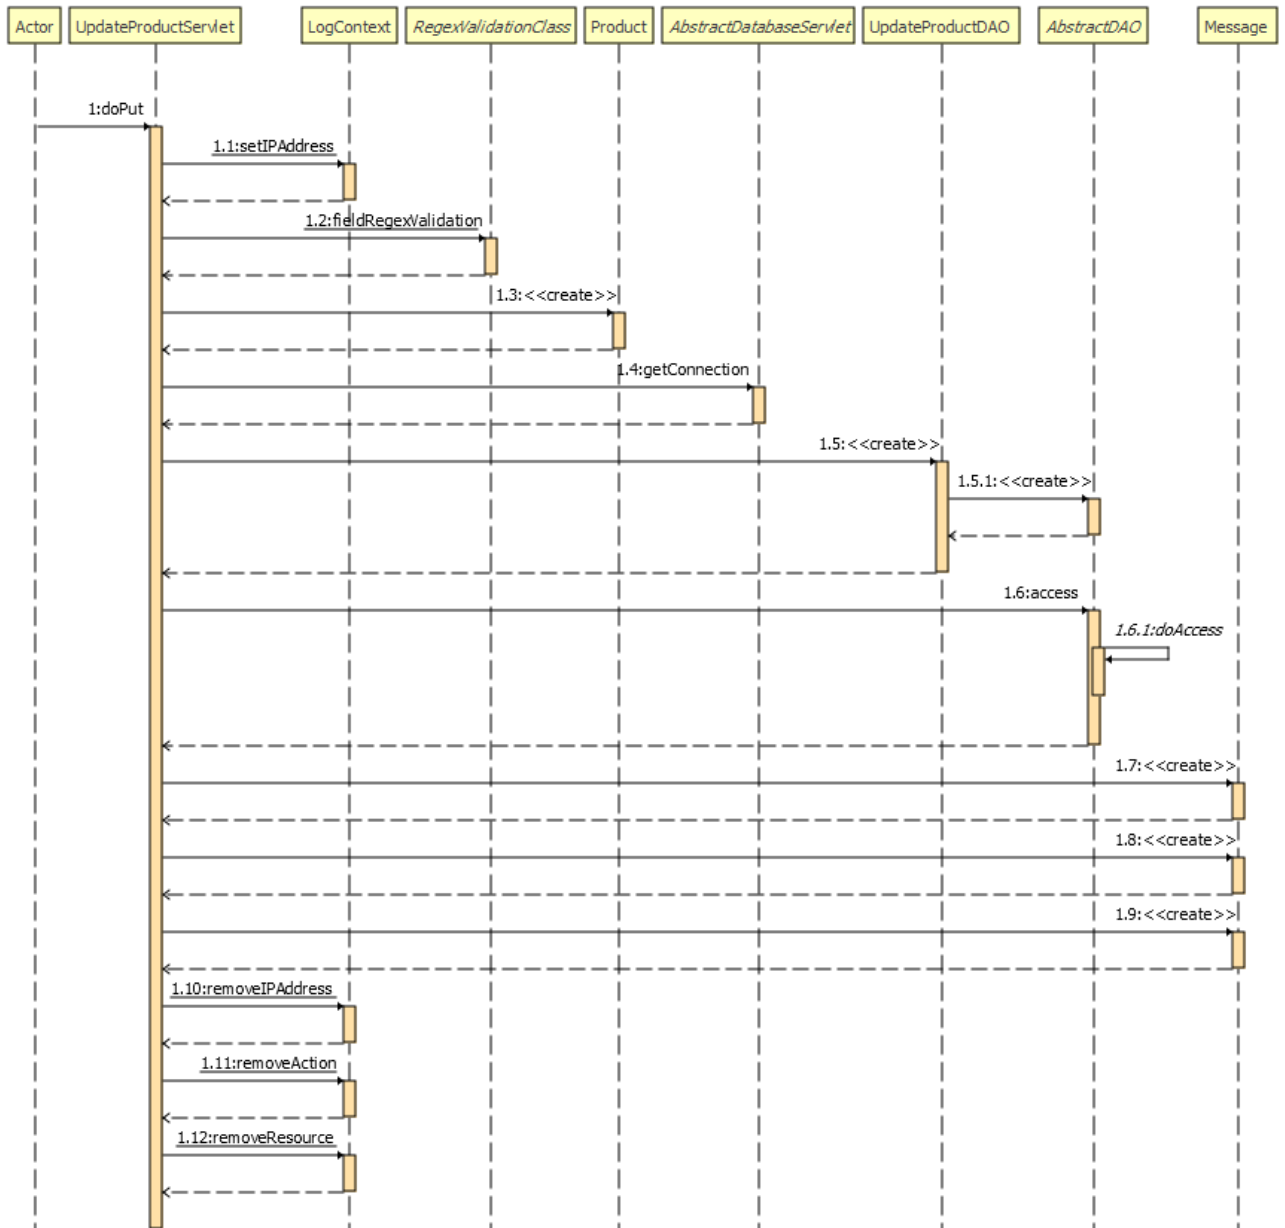 Actor UpdateProductServlet LogContext RegexValidationClass Product AbstractDatabaseServlet UpdateProductDAO AbstractDAO Message
1:doPut
1.1:setIPAddress
1.2:fieldRegexValidation
1.3:<<create>>
1.4:getConnection
1.5:<<create>>
1.5.1:<<create>>
1.6:access
1.6.1:doAccess
1.7:<<create>>
1.8:<<create>>
1.9:<<create>>
1.10:removeIPAddress
1.11:removeAction
1.12:removeResource